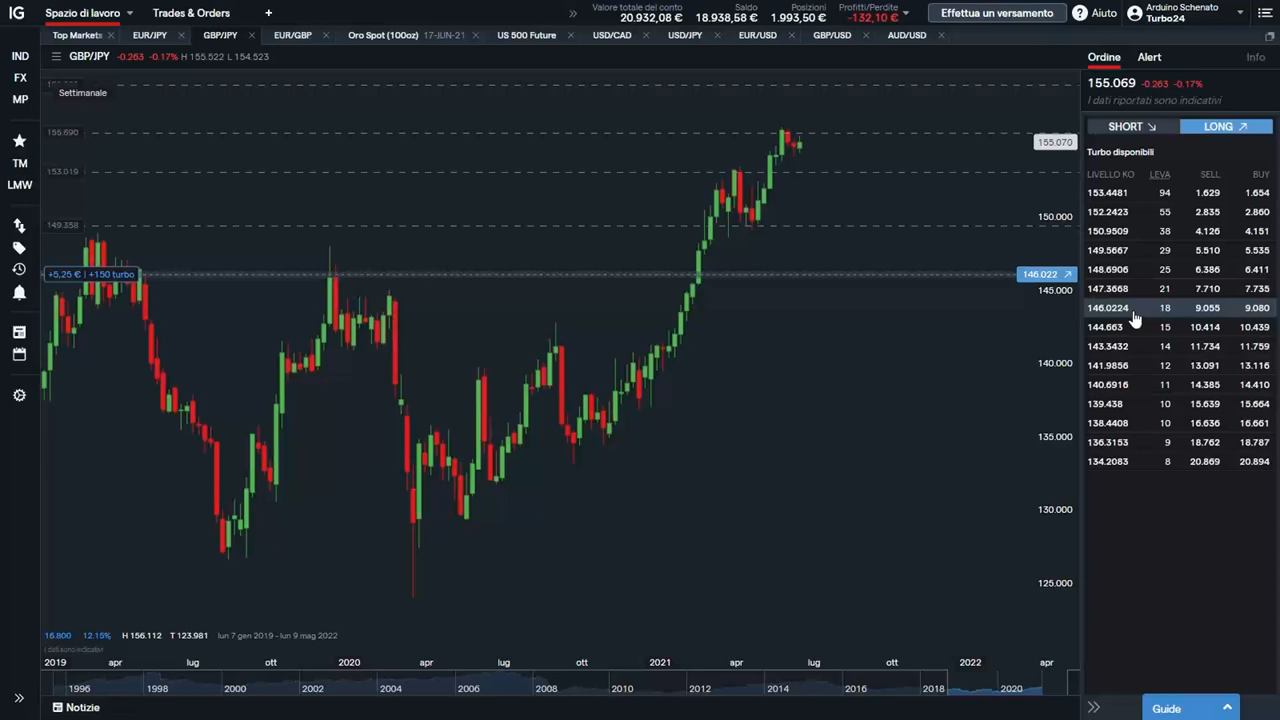 IG Spazio di lavoro Trades & Orders + Valore totale del conto 20.932,08 € Saldo 18.938,58 € Posizioni 1.993,50 € Profitti/Perdite -132,10 € Effettua un versamento Aiuto Arduino Schenato Turbo24
Top Markets EUR/JPY GBP/JPY EUR/GBP Oro Spot (100oz) 17-JUN-21 US 500 Future USD/CAD USD/JPY EUR/USD GBP/USD AUD/USD
IND
FX
MP
TM
LMW
GBP/JPY -0.263 -0.17% H 155.522 L 154.523
Settimanale
155.690
153.019
149.358
+5,25 € | +150 turbo
155.070
150.000
146.022
145.000
140.000
135.000
130.000
125.000
16.800 12.15% H 156.112 T 123.981 lun 7 gen 2019 - lun 9 mag 2022
I dati sono indicativi
2019 apr lug ott 2020 apr lug ott 2021 apr lug ott 2022 apr
1996 1998 2000 2002 2004 2006 2008 2010 2012 2014 2016 2018 2020
Notizie
Ordine Alert Info
155.069 -0.263 -0.17%
I dati riportati sono indicativi
SHORT LONG
Turbo disponibili
LIVELLO KO LEVA SELL BUY
153.4481 94 1.629 1.654
152.2423 55 2.835 2.860
150.9509 38 4.126 4.151
149.5667 29 5.510 5.535
148.6906 25 6.386 6.411
147.3668 21 7.710 7.735
146.0224 18 9.055 9.080
144.663 15 10.414 10.439
143.3432 14 11.734 11.759
141.9856 12 13.091 13.116
140.6916 11 14.385 14.410
139.438 10 15.639 15.664
138.4408 10 16.636 16.661
136.3153 9 18.762 18.787
134.2083 8 20.869 20.894
Guide